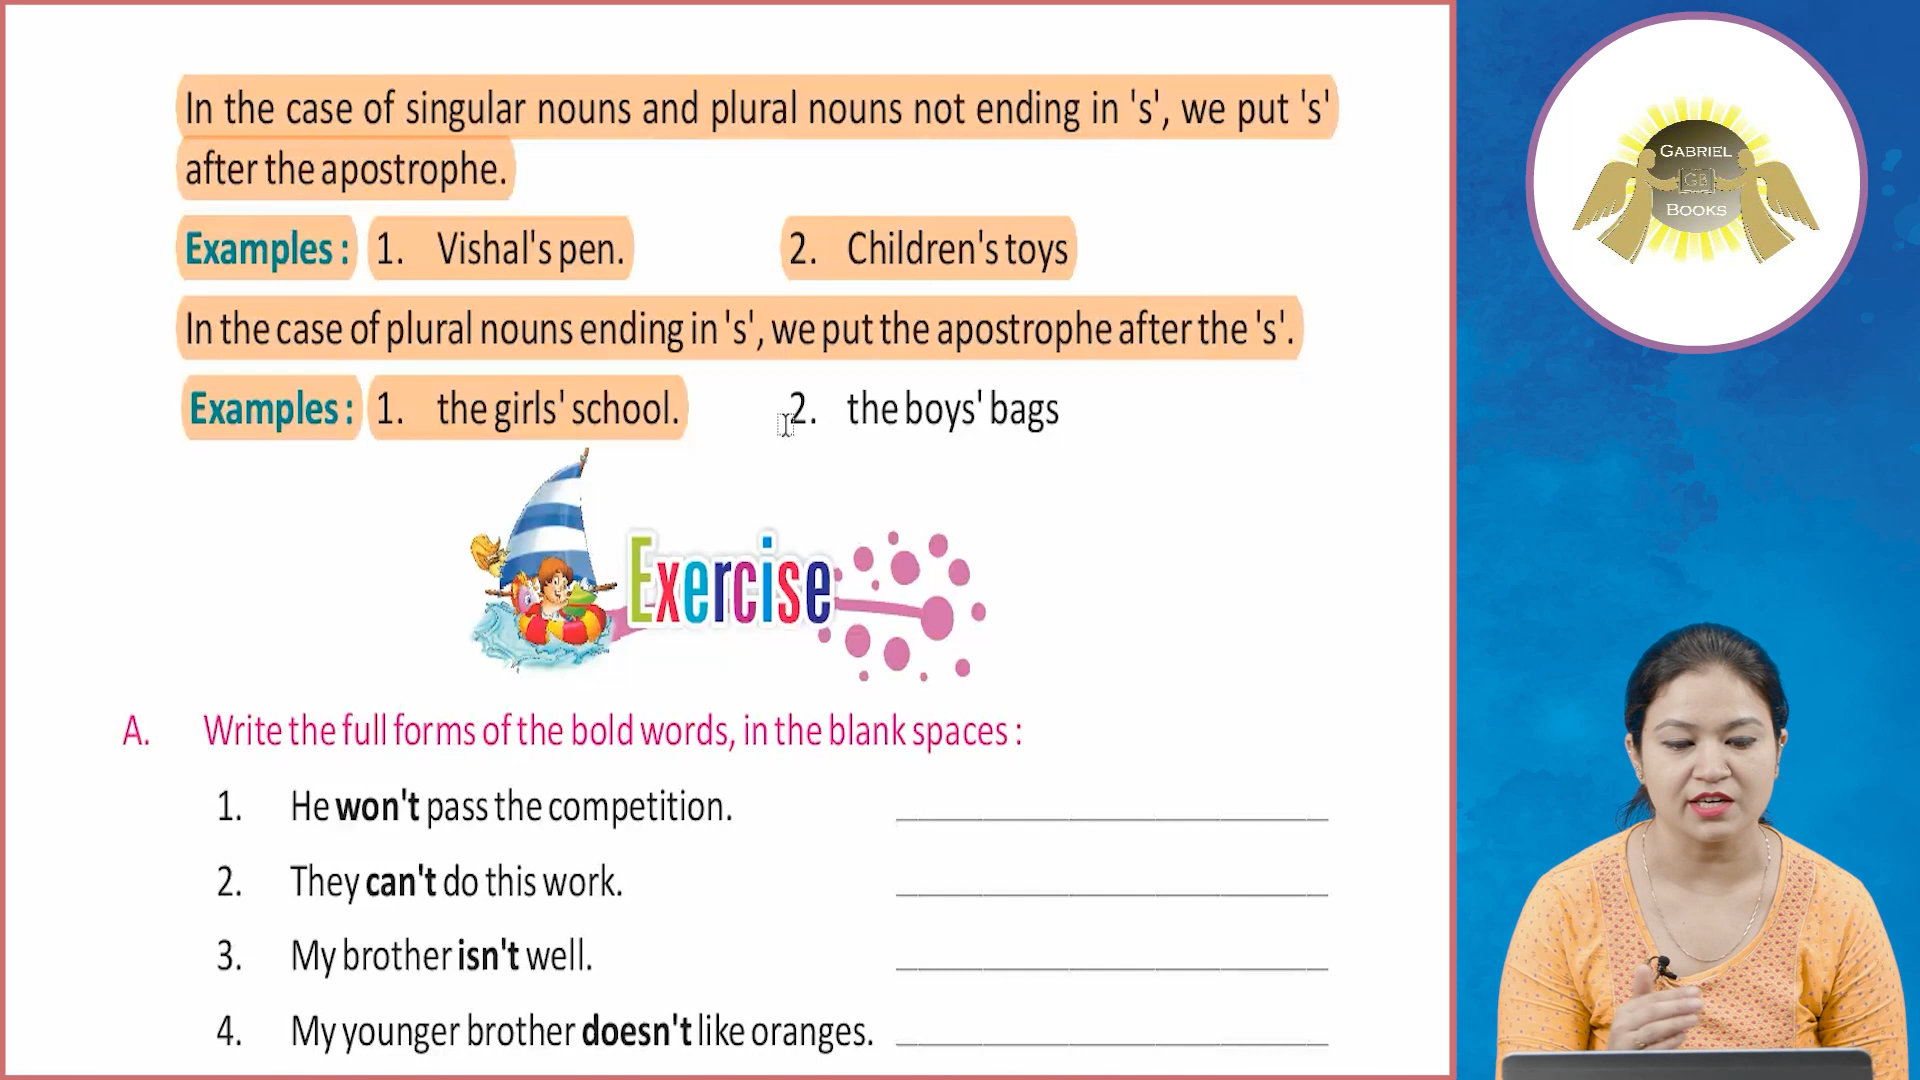 In the case of singular nouns and plural nouns not ending in 's', we put 's'
after the apostrophe.
Examples : 1. Vishal's pen. 2. Children's toys
In the case of plural nouns ending in 's', we put the apostrophe after the 's'.
Examples : 1. the girls' school. 2. the boys' bags
Exercise
A. Write the full forms of the bold words, in the blank spaces :
1. He won't pass the competition.
2. They can't do this work.
3. My brother isn't well.
4. My younger brother doesn't like oranges.
GABRIEL
GB
BOOKS